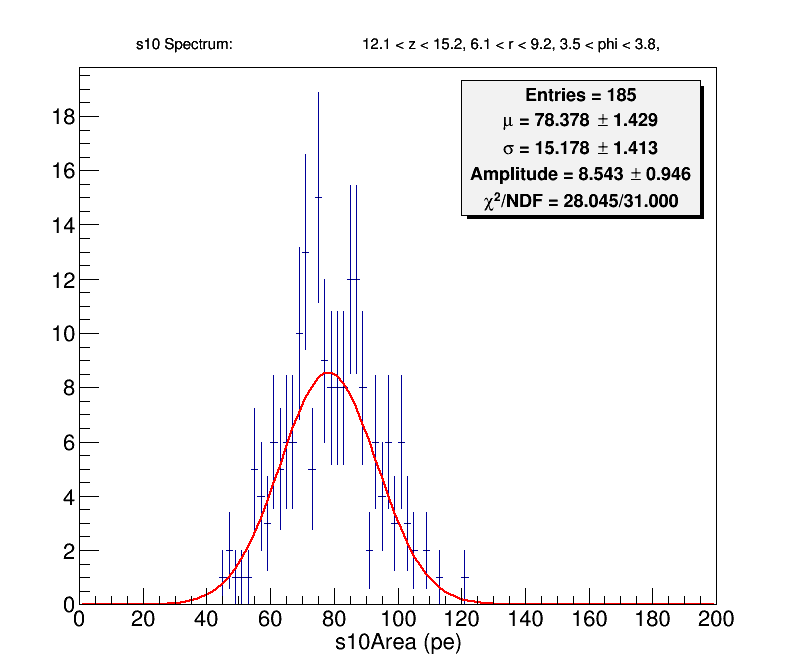 s10 Spectrum: 12.1 < z < 15.2, 6.1 < r < 9.2, 3.5 < phi < 3.8,
Entries = 185
μ = 78.378 ± 1.429
σ = 15.178 ± 1.413
Amplitude = 8.543 ± 0.946
χ²/NDF = 28.045/31.000
18
16
14
12
10
8
6
4
2
0
0 20 40 60 80 100 120 140 160 180 200
s10Area (pe)